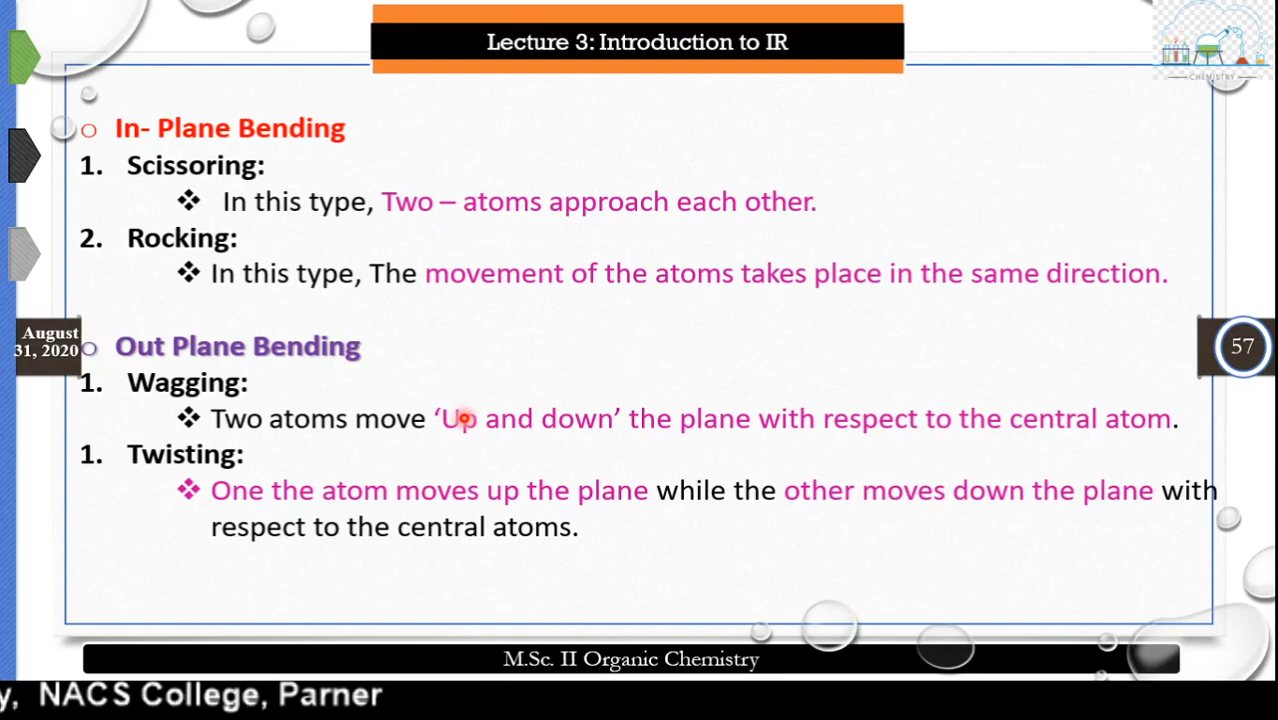 Lecture 3: Introduction to IR
CHEMISTRY
○ In- Plane Bending
1. Scissoring:
❖ In this type, Two – atoms approach each other.
2. Rocking:
❖ In this type, The movement of the atoms takes place in the same direction.
August
31, 2020
○ Out Plane Bending
57
1. Wagging:
❖ Two atoms move ‘Up and down’ the plane with respect to the central atom.
1. Twisting:
❖ One the atom moves up the plane while the other moves down the plane with
respect to the central atoms.
M.Sc. II Organic Chemistry
y, NACS College, Parner